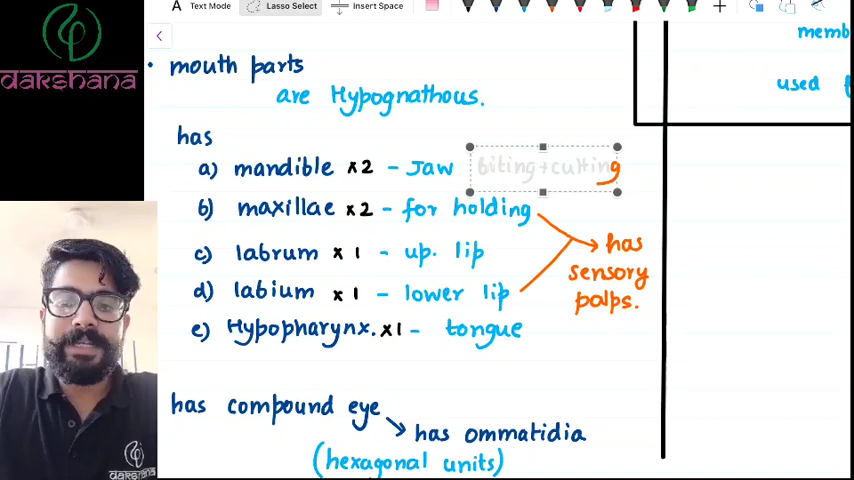 Text Mode
Lasso Select
Insert Space
dakshana
• mouth parts
are Hypognathous.
has
a) mandible x2 - Jaw biting+cutting
b) maxillae x2 - for holding
c) labrum x 1 - up. lip
d) labium x 1 - lower lip
e) Hypopharynx. x1 - tongue
has
sensory
palps.
has compound eye
has ommatidia
(hexagonal units)
memb
used
dakshana